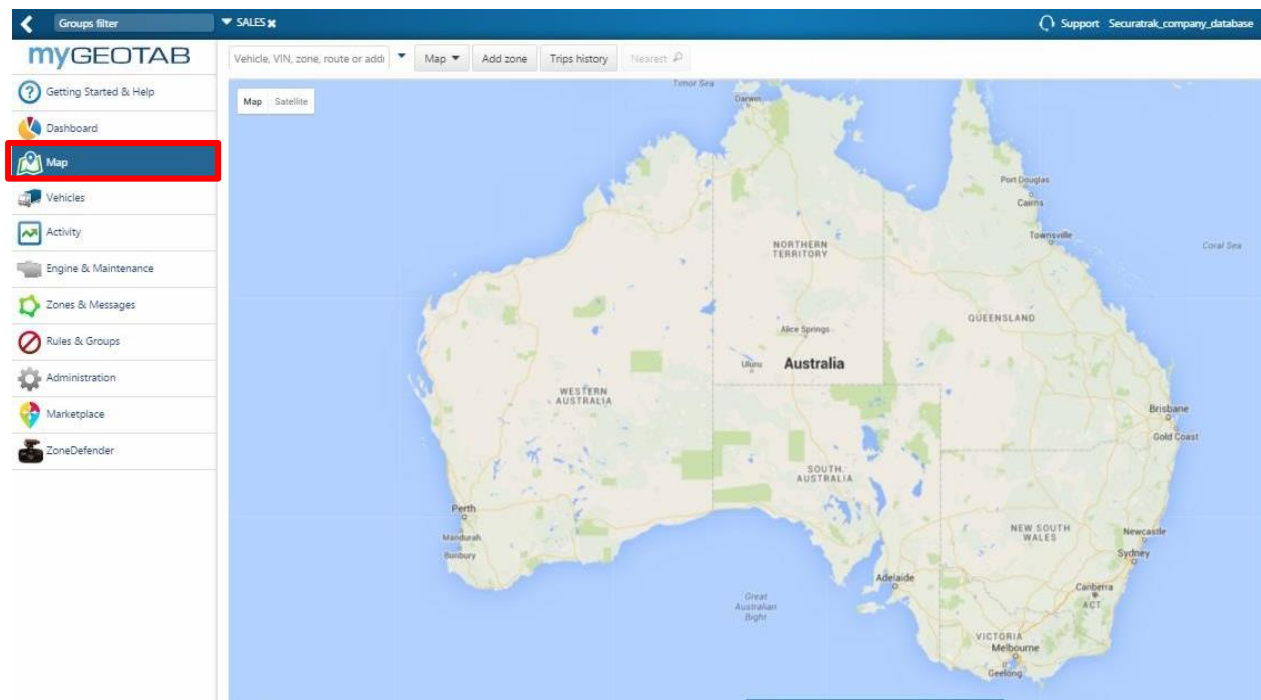 Groups filter
SALES
Support Securatrak_company_database
myGEOTAB
Vehicle, VIN, zone, route or addi
Map
Add zone
Trips history
Nearest
Getting Started & Help
Dashboard
Map
Vehicles
Activity
Engine & Maintenance
Zones & Messages
Rules & Groups
Administration
Marketplace
ZoneDefender
Map Satellite
Timor Sea
Darwin
Port Douglas
Cairns
Townsville
Coral Sea
NORTHERN
TERRITORY
QUEENSLAND
Alice Springs
Uluru
Australia
WESTERN
AUSTRALIA
Brisbane
Gold Coast
SOUTH
AUSTRALIA
Perth
Mandurah
Bunbury
NEW SOUTH
WALES
Newcastle
Sydney
Adelaide
Canberra
ACT
Great
Australian
Bight
VICTORIA
Melbourne
Geelong